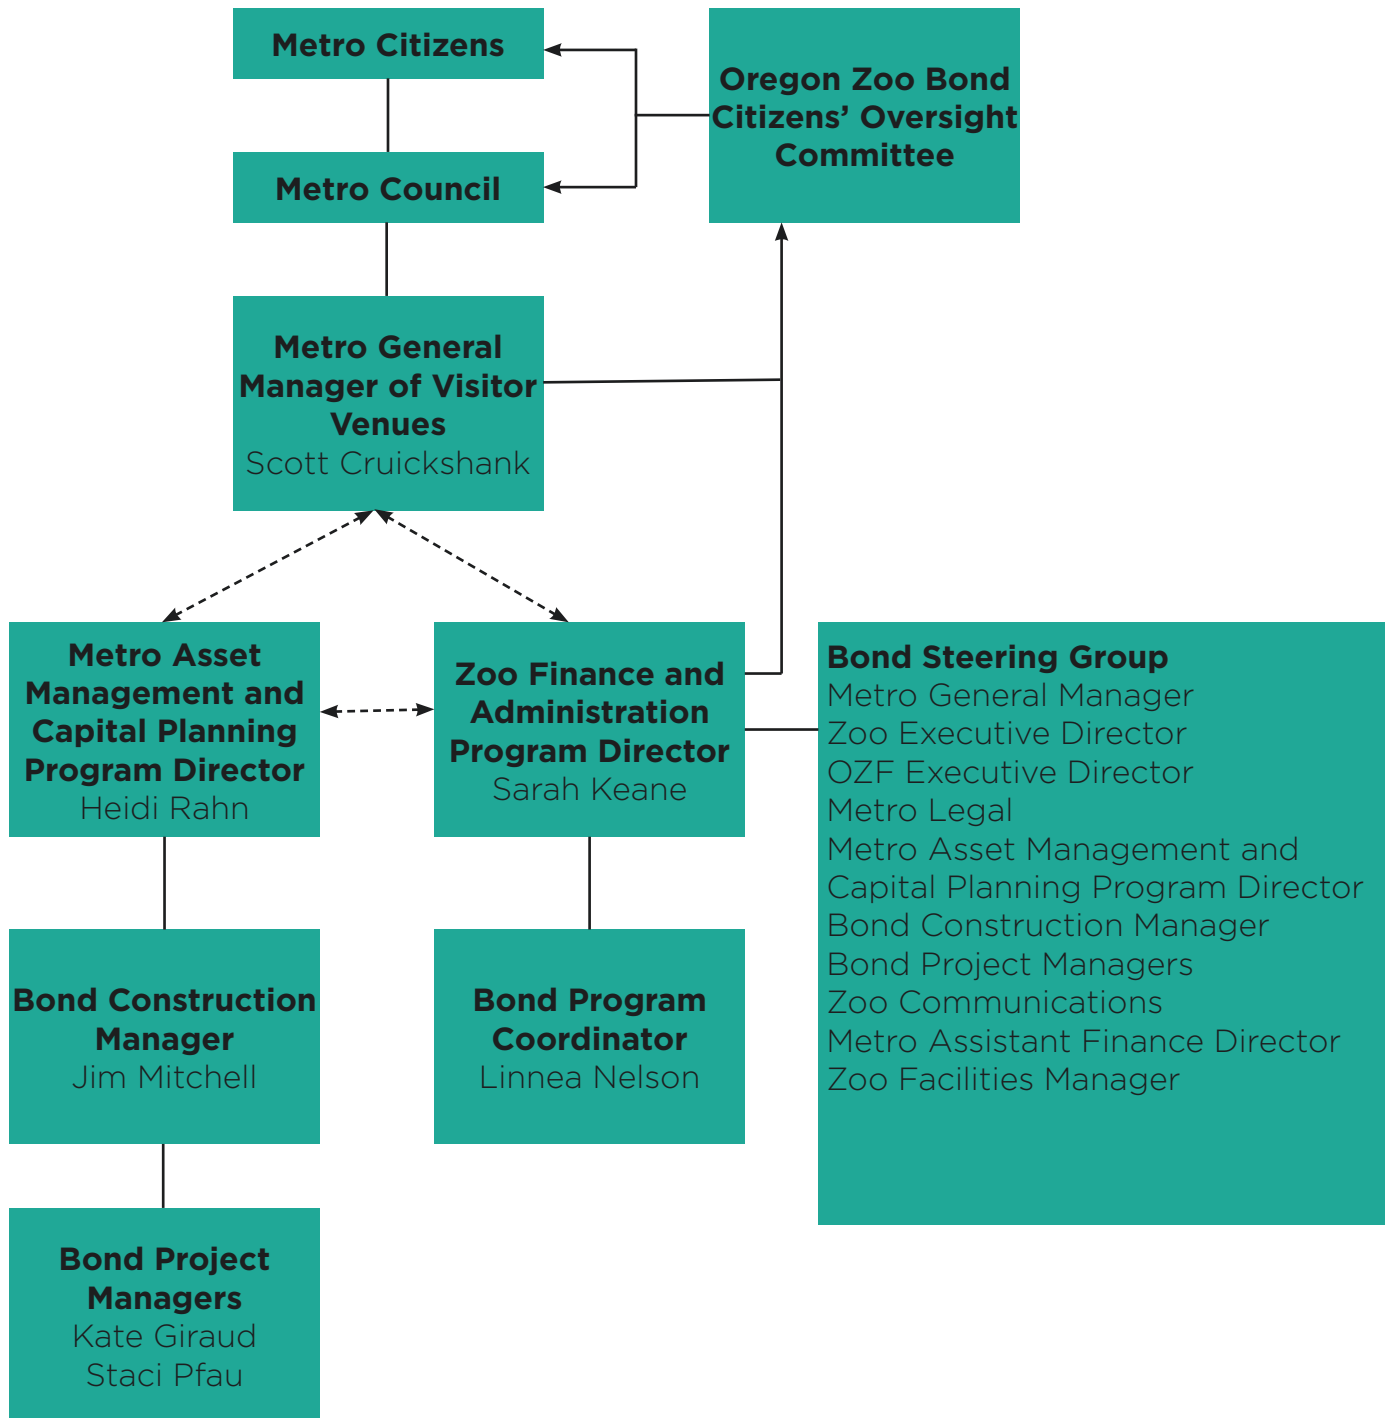 Metro Citizens
Oregon Zoo Bond
Citizens’ Oversight
Committee
Metro Council
Metro General
Manager of Visitor
Venues
Scott Cruickshank
Metro Asset
Management and
Capital Planning
Program Director
Heidi Rahn
Zoo Finance and
Administration
Program Director
Sarah Keane
Bond Steering Group
Metro General Manager
Zoo Executive Director
OZF Executive Director
Metro Legal
Metro Asset Management and
Capital Planning Program Director
Bond Construction Manager
Bond Project Managers
Zoo Communications
Metro Assistant Finance Director
Zoo Facilities Manager
Bond Construction
Manager
Jim Mitchell
Bond Program
Coordinator
Linnea Nelson
Bond Project
Managers
Kate Giraud
Staci Pfau